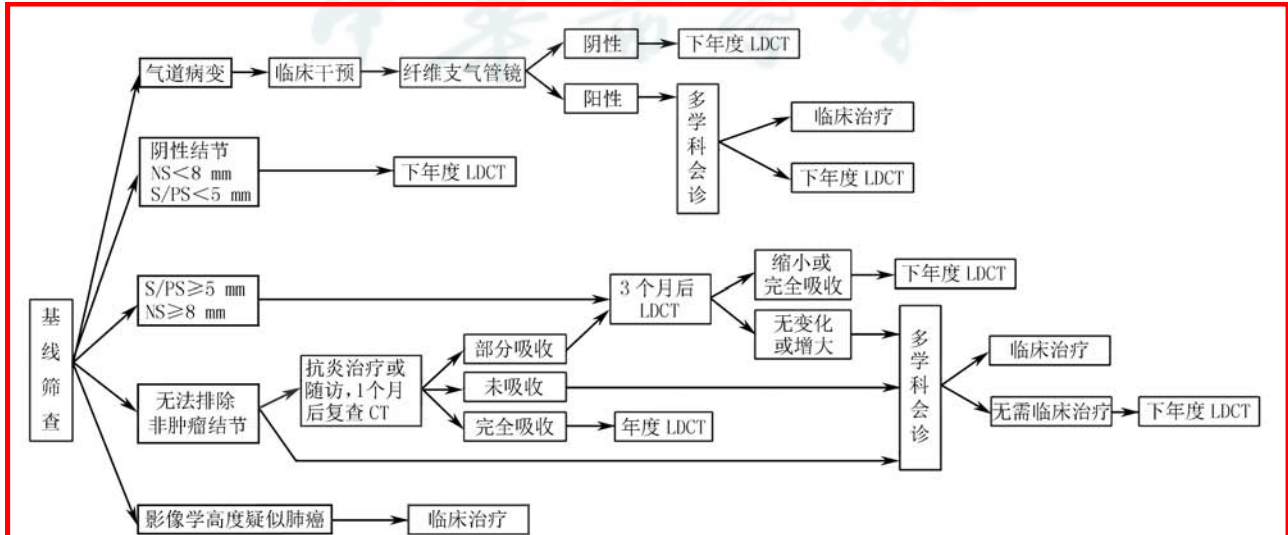 气道病变
临床干预
纤维支气管镜
阴性
下年度 LDCT
阳性
多学科会诊
临床治疗
下年度 LDCT
阴性结节
NS<8 mm
S/PS<5 mm
下年度 LDCT
基线筛查
S/PS≥5 mm
NS≥8 mm
3 个月后
LDCT
缩小或
完全吸收
下年度 LDCT
无变化
或增大
多学科会诊
临床治疗
无需临床治疗
下年度 LDCT
无法排除
非肿瘤结节
抗炎治疗或
随访,1个月
后复查 CT
部分吸收
未吸收
完全吸收
年度 LDCT
影像学高度疑似肺癌
临床治疗